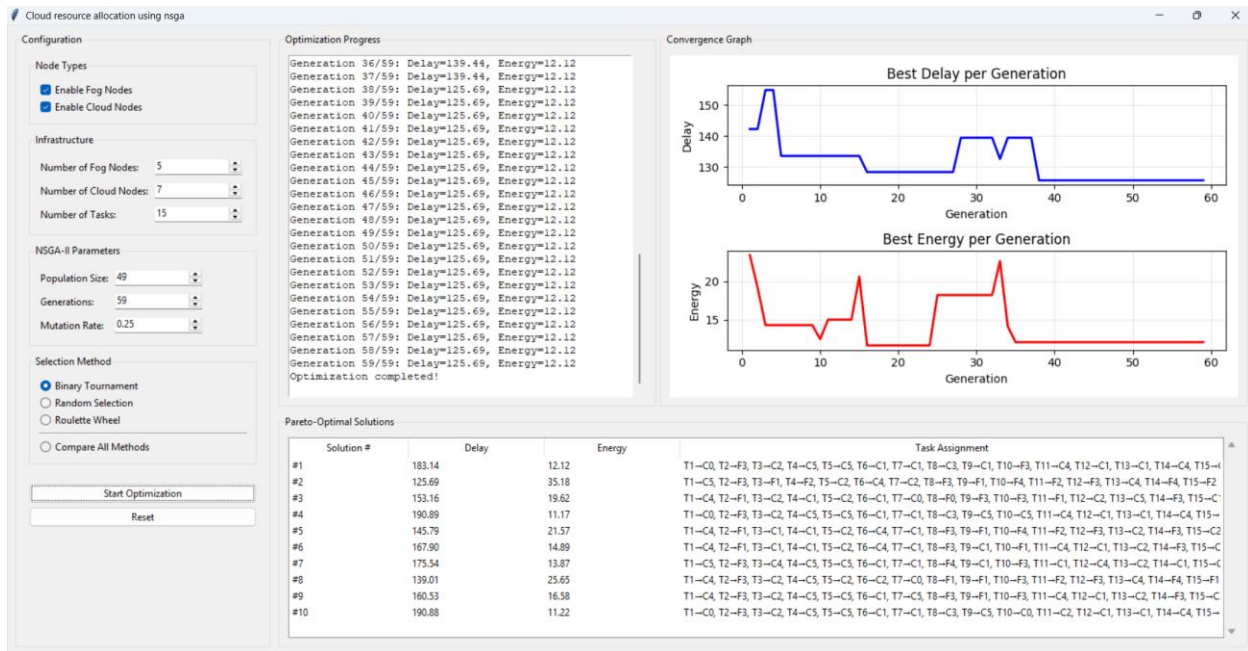 Cloud resource allocation using nsga
Configuration
Node Types
Enable Fog Nodes
Enable Cloud Nodes
Infrastructure
Number of Fog Nodes: 5
Number of Cloud Nodes: 7
Number of Tasks: 15
NSGA-II Parameters
Population Size: 49
Generations: 59
Mutation Rate: 0.25
Selection Method
Binary Tournament
Random Selection
Roulette Wheel
Compare All Methods
Start Optimization
Reset
Optimization Progress
Generation 36/59: Delay=139.44, Energy=12.12
Generation 37/59: Delay=139.44, Energy=12.12
Generation 38/59: Delay=125.69, Energy=12.12
Generation 39/59: Delay=125.69, Energy=12.12
Generation 40/59: Delay=125.69, Energy=12.12
Generation 41/59: Delay=125.69, Energy=12.12
Generation 42/59: Delay=125.69, Energy=12.12
Generation 43/59: Delay=125.69, Energy=12.12
Generation 44/59: Delay=125.69, Energy=12.12
Generation 45/59: Delay=125.69, Energy=12.12
Generation 46/59: Delay=125.69, Energy=12.12
Generation 47/59: Delay=125.69, Energy=12.12
Generation 48/59: Delay=125.69, Energy=12.12
Generation 49/59: Delay=125.69, Energy=12.12
Generation 50/59: Delay=125.69, Energy=12.12
Generation 51/59: Delay=125.69, Energy=12.12
Generation 52/59: Delay=125.69, Energy=12.12
Generation 53/59: Delay=125.69, Energy=12.12
Generation 54/59: Delay=125.69, Energy=12.12
Generation 55/59: Delay=125.69, Energy=12.12
Generation 56/59: Delay=125.69, Energy=12.12
Generation 57/59: Delay=125.69, Energy=12.12
Generation 58/59: Delay=125.69, Energy=12.12
Generation 59/59: Delay=125.69, Energy=12.12
Optimization completed!
Convergence Graph
Best Delay per Generation
Delay
150
140
130
0 10 20 30 40 50 60
Generation
Best Energy per Generation
Energy
20
15
0 10 20 30 40 50 60
Generation
Pareto-Optimal Solutions
Solution # Delay Energy Task Assignment
#1 183.14 12.12 T1→C0, T2→F3, T3→C2, T4→C5, T5→C5, T6→C1, T7→C1, T8→C3, T9→C1, T10→F3, T11→C4, T12→C1, T13→C1, T14→C4, T15→
#2 125.69 35.18 T1→C5, T2→F3, T3→F1, T4→F2, T5→C2, T6→C4, T7→C2, T8→F3, T9→F1, T10→F4, T11→F2, T12→F3, T13→C4, T14→F4, T15→F2
#3 153.16 19.62 T1→C4, T2→F1, T3→C2, T4→C1, T5→C2, T6→C1, T7→C0, T8→F0, T9→F3, T10→F3, T11→F1, T12→C2, T13→C5, T14→F3, T15→C
#4 190.89 11.17 T1→C0, T2→F3, T3→C2, T4→C5, T5→C5, T6→C1, T7→C1, T8→C3, T9→C5, T10→C5, T11→C4, T12→C1, T13→C1, T14→C4, T15→
#5 145.79 21.57 T1→C4, T2→F1, T3→C1, T4→C1, T5→C2, T6→C4, T7→C1, T8→F3, T9→F1, T10→F4, T11→F2, T12→F3, T13→C2, T14→F3, T15→C2
#6 167.90 14.89 T1→C4, T2→F1, T3→C1, T4→C1, T5→C2, T6→C4, T7→C1, T8→F3, T9→C1, T10→F1, T11→C4, T12→C1, T13→C2, T14→F3, T15→C
#7 175.54 13.87 T1→C5, T2→F3, T3→C4, T4→C5, T5→C5, T6→C1, T7→C1, T8→F4, T9→C1, T10→F3, T11→C1, T12→C4, T13→C2, T14→C1, T15→
#8 139.01 25.65 T1→C4, T2→F3, T3→C2, T4→C5, T5→C2, T6→C2, T7→C0, T8→F1, T9→F1, T10→F3, T11→F2, T12→F3, T13→C4, T14→F4, T15→F1
#9 160.53 16.58 T1→C4, T2→F3, T3→C2, T4→C5, T5→C2, T6→C1, T7→C5, T8→F3, T9→F1, T10→F3, T11→C4, T12→C1, T13→C2, T14→F3, T15→C
#10 190.88 11.22 T1→C0, T2→F3, T3→C2, T4→C5, T5→C5, T6→C1, T7→C1, T8→C3, T9→C5, T10→C0, T11→C2, T12→C1, T13→C1, T14→C4, T15→